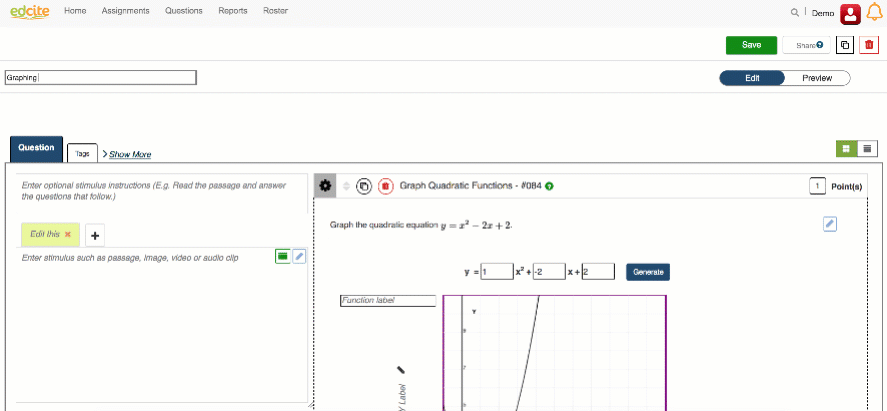 edcite Home Assignments Questions Reports Roster Demo
Save Share
Graphing Edit Preview
Question Tags Show More
Enter optional stimulus instructions (E.g. Read the passage and answer
the questions that follow.)
Edit this
Enter stimulus such as passage, image, video or audio clip
Graph Quadratic Functions - #084 1 Point(s)
Graph the quadratic equation y = x² − 2x + 2.
y = 1 x² + -2 x + 2 Generate
Function label
Y
Y Label